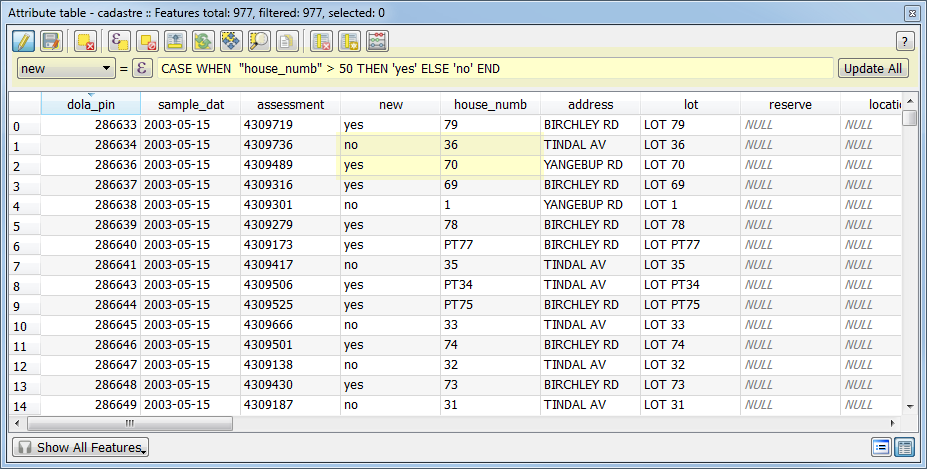 Attribute table - cadastre :: Features total: 977, filtered: 977, selected: 0
?
new = ε CASE WHEN "house_numb" > 50 THEN 'yes' ELSE 'no' END Update All
dola_pin sample_dat assessment new house_numb address lot reserve locatic
0 286633 2003-05-15 4309719 yes 79 BIRCHLEY RD LOT 79 NULL NULL
1 286634 2003-05-15 4309736 no 36 TINDAL AV LOT 36 NULL NULL
2 286636 2003-05-15 4309489 yes 70 YANGEBUP RD LOT 70 NULL NULL
3 286637 2003-05-15 4309316 yes 69 BIRCHLEY RD LOT 69 NULL NULL
4 286638 2003-05-15 4309301 no 1 YANGEBUP RD LOT 1 NULL NULL
5 286639 2003-05-15 4309279 yes 78 BIRCHLEY RD LOT 78 NULL NULL
6 286640 2003-05-15 4309173 yes PT77 BIRCHLEY RD LOT PT77 NULL NULL
7 286641 2003-05-15 4309417 no 35 TINDAL AV LOT 35 NULL NULL
8 286643 2003-05-15 4309506 yes PT34 TINDAL AV LOT PT34 NULL NULL
9 286644 2003-05-15 4309525 yes PT75 BIRCHLEY RD LOT PT75 NULL NULL
10 286645 2003-05-15 4309666 no 33 TINDAL AV LOT 33 NULL NULL
11 286646 2003-05-15 4309501 yes 74 BIRCHLEY RD LOT 74 NULL NULL
12 286647 2003-05-15 4309138 no 32 TINDAL AV LOT 32 NULL NULL
13 286648 2003-05-15 4309430 yes 73 BIRCHLEY RD LOT 73 NULL NULL
14 286649 2003-05-15 4309187 no 31 TINDAL AV LOT 31 NULL NULL
Show All Features